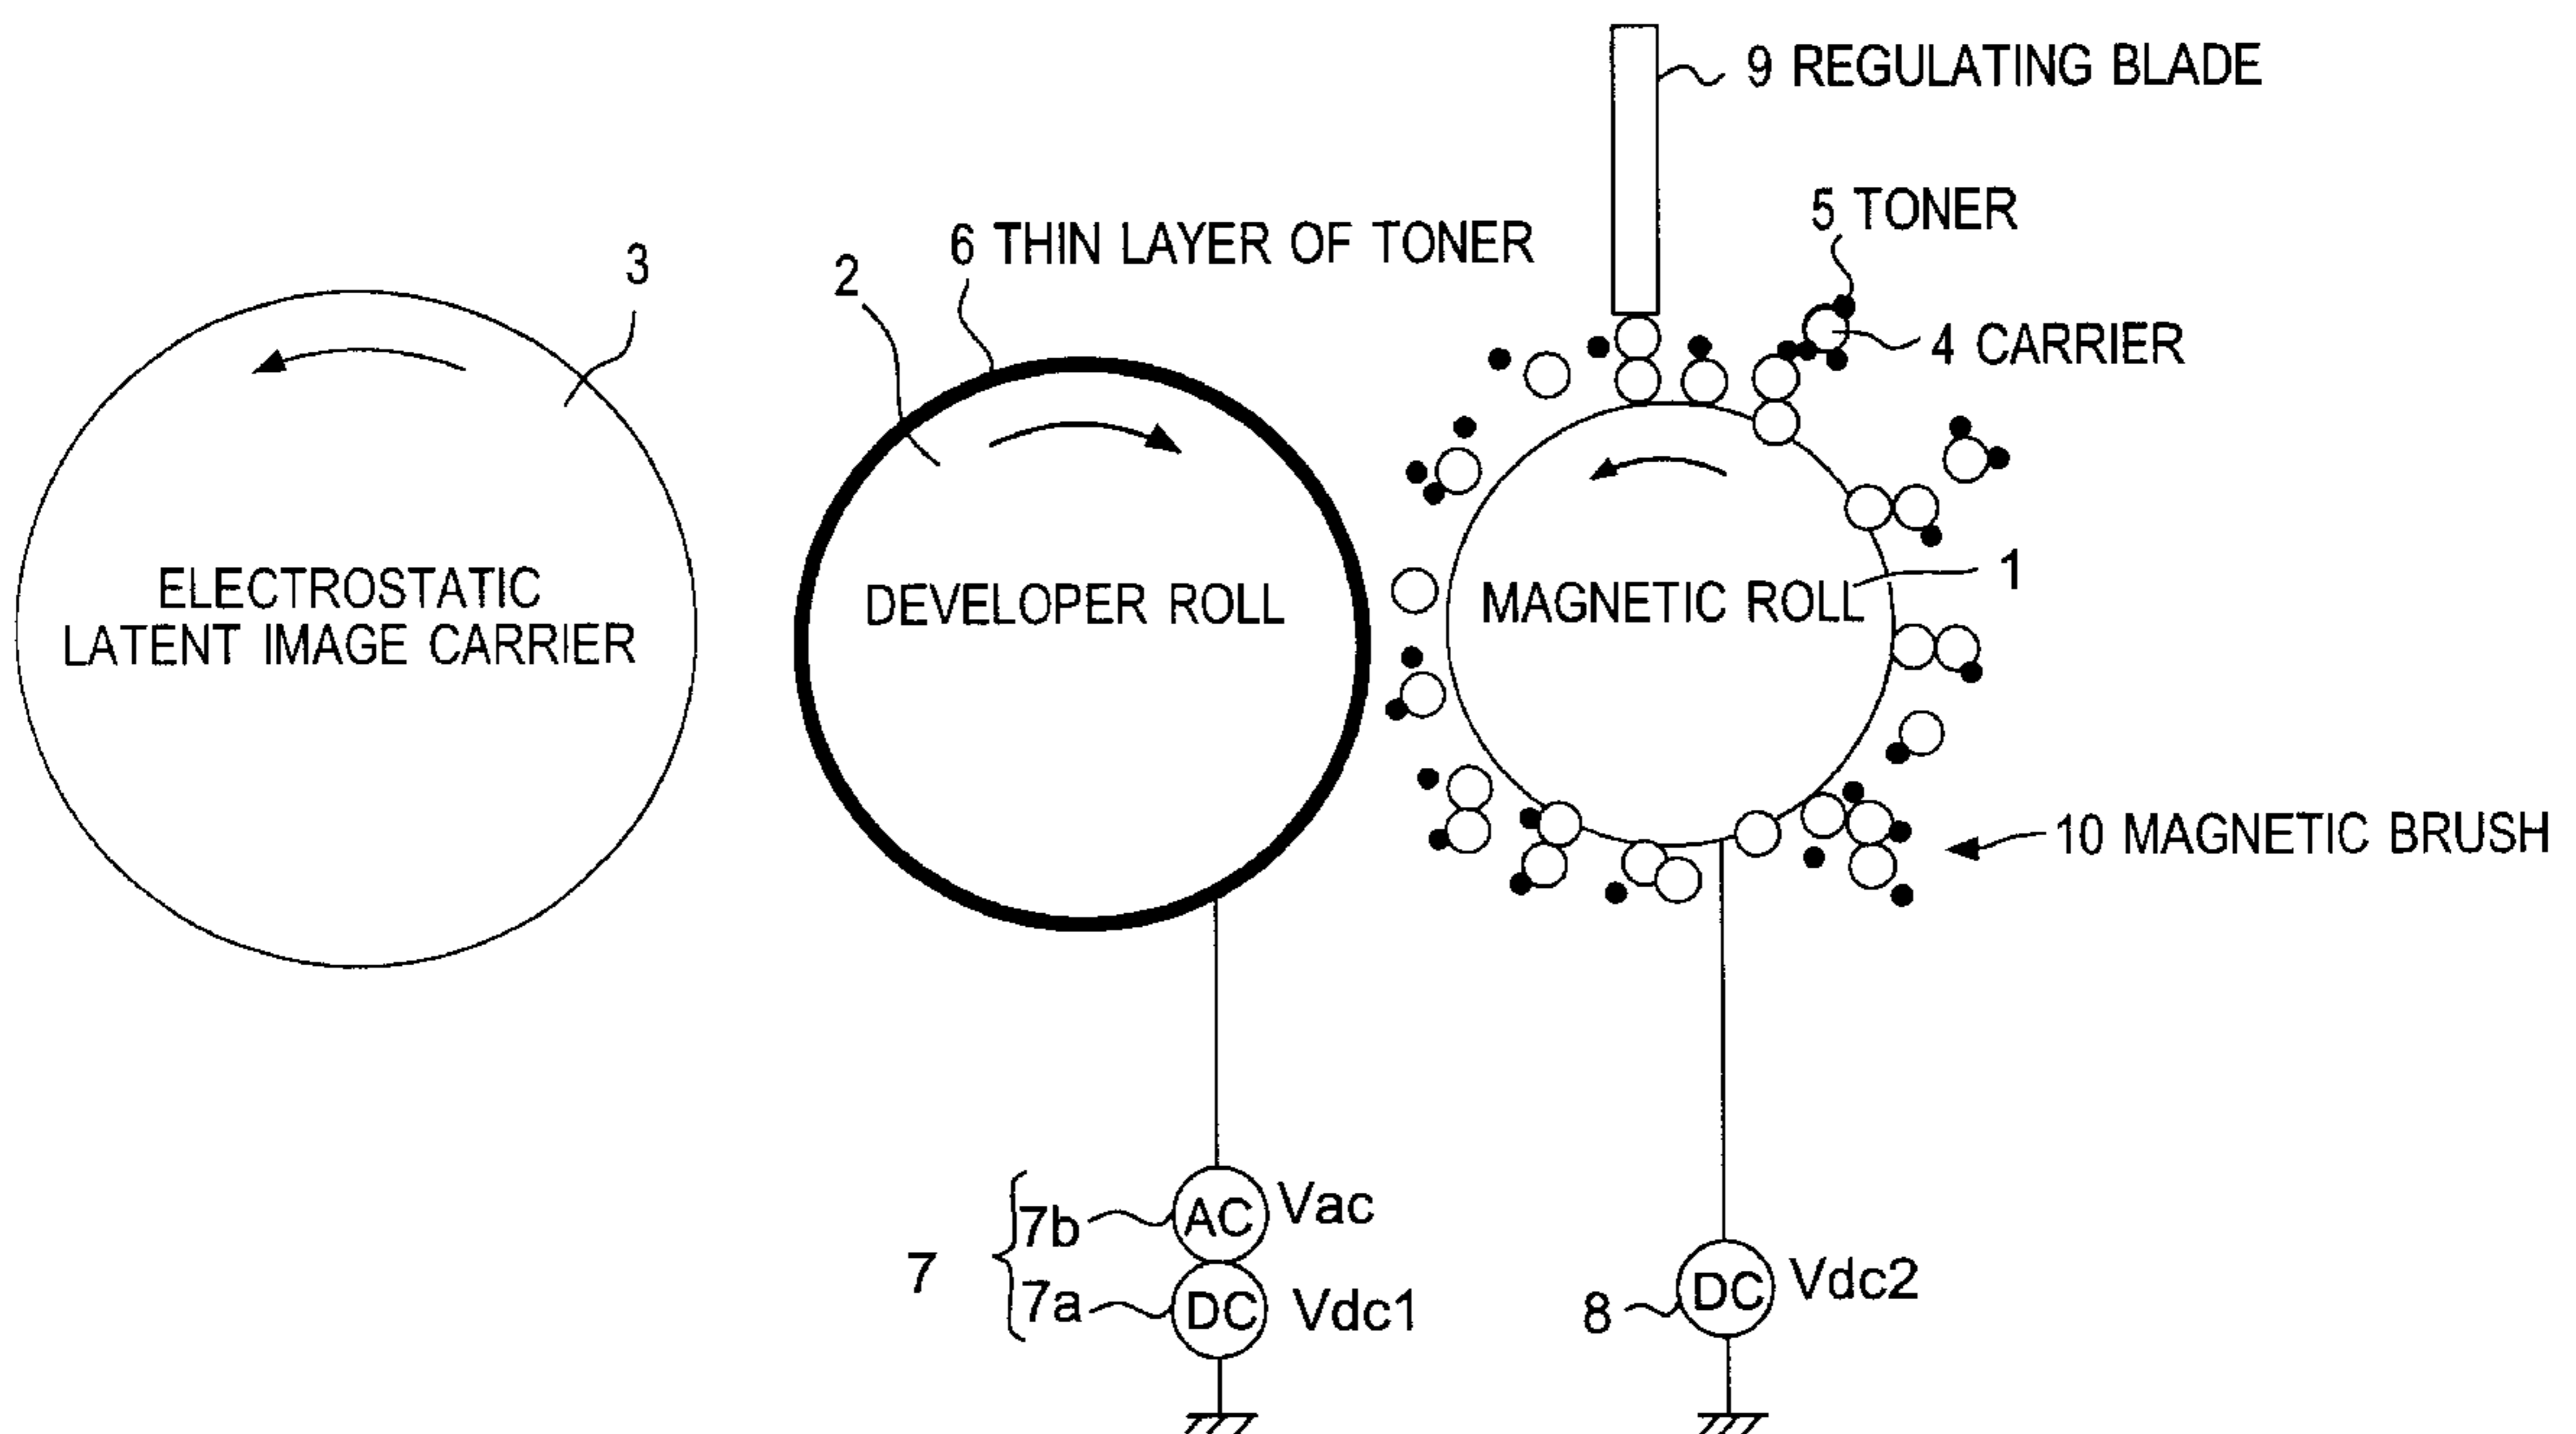 9 REGULATING BLADE
5 TONER
6 THIN LAYER OF TONER
3
2
4 CARRIER
ELECTROSTATIC
LATENT IMAGE CARRIER
DEVELOPER ROLL
MAGNETIC ROLL
1
10 MAGNETIC BRUSH
7
7b
AC
Vac
7a
DC
Vdc1
8
DC
Vdc2